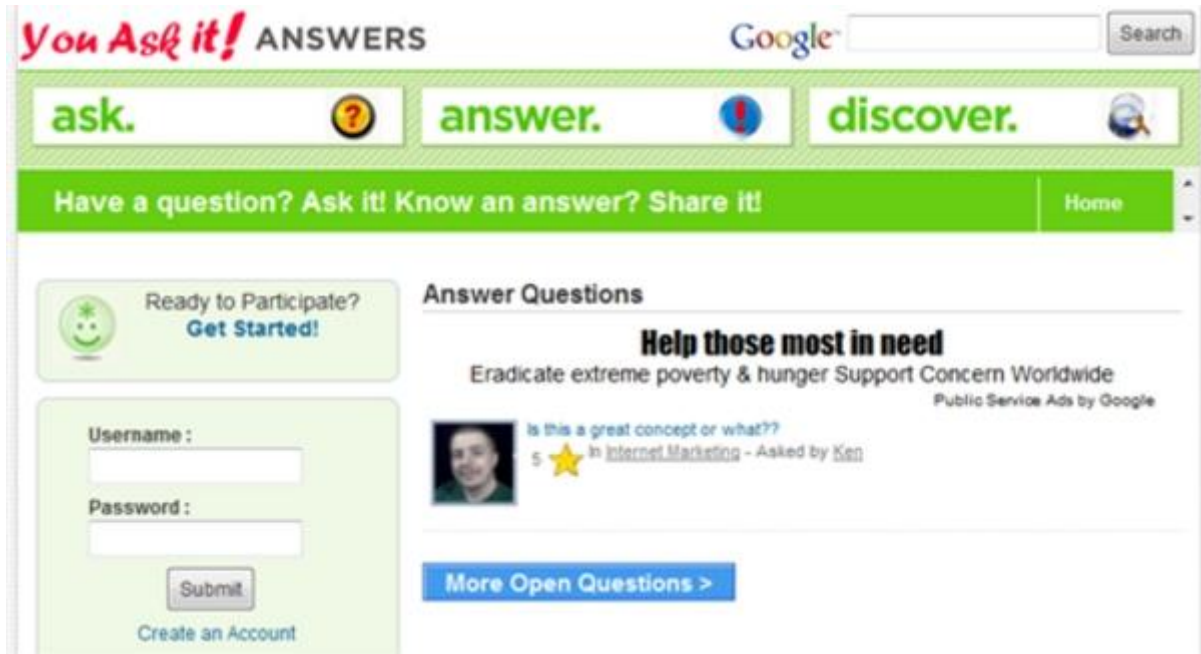 You Ask it! ANSWERS
Google
Search
ask.
?
answer.
!
discover.
Have a question? Ask it! Know an answer? Share it!
Home
Ready to Participate?
Get Started!
Username :
Password :
Submit
Create an Account
Answer Questions
Help those most in need
Eradicate extreme poverty & hunger Support Concern Worldwide
Public Service Ads by Google
Is this a great concept or what??
5 In Internet Marketing - Asked by Ken
More Open Questions >